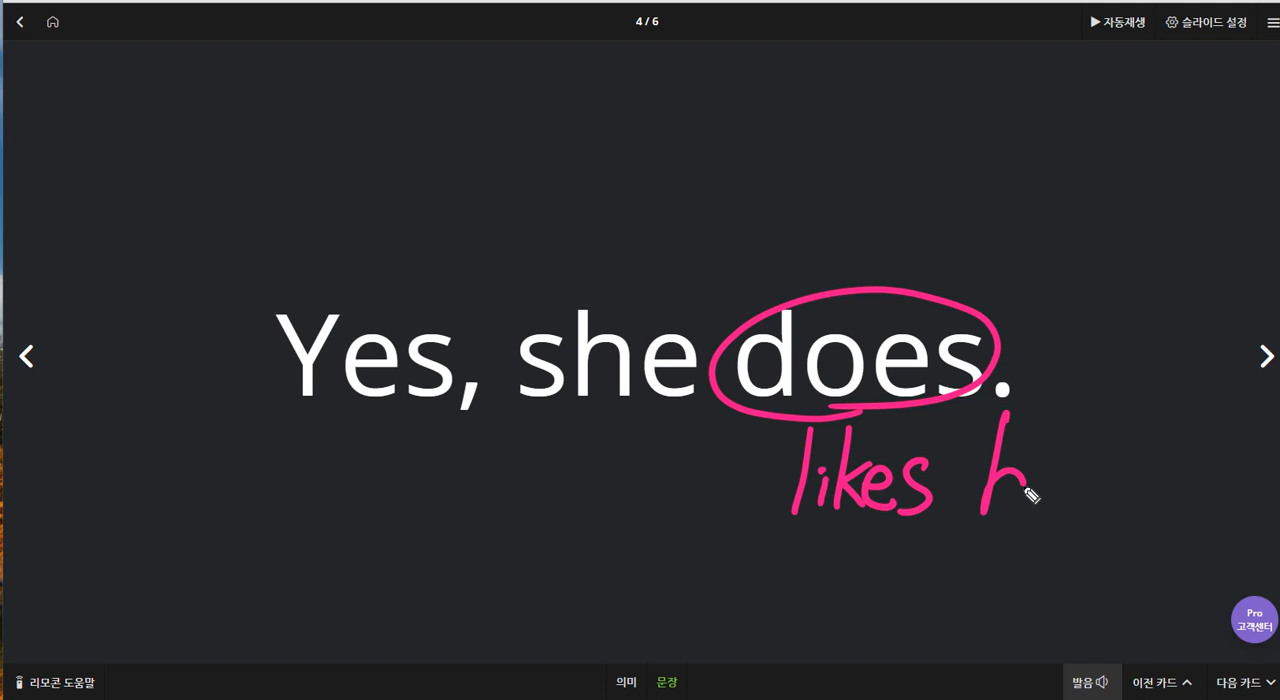 4 / 6
자동재생
슬라이드 설정
Yes, she does.
likes h
Pro
고객센터
리모콘 도움말
의미
문장
발음
이전 카드
다음 카드